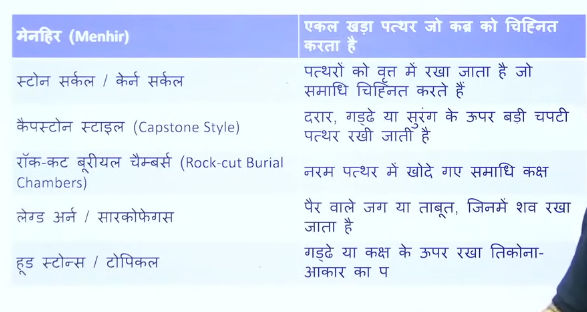 मेनहिर (Menhir)
एकल खड़ा पत्थर जो कब्र को चिह्नित
करता है
स्टोन सर्कल / केर्न सर्कल
पत्थरों को वृत्त में रखा जाता है जो
समाधि चिह्नित करते हैं
कैपस्टोन स्टाइल (Capstone Style)
दरार, गड्ढे या सुरंग के ऊपर बड़ी चपटी
पत्थर रखी जाती है
रॉक-कट बूरीयल चैम्बर्स (Rock-cut Burial
Chambers)
नरम पत्थर में खोदे गए समाधि कक्ष
लेग्ड अर्न / सारकोफेगस
पैर वाले जग या ताबूत, जिनमें शव रखा
जाता है
हूड स्टोन्स / टोपिकल
गड्ढे या कक्ष के ऊपर रखा तिकोना-
आकार का प